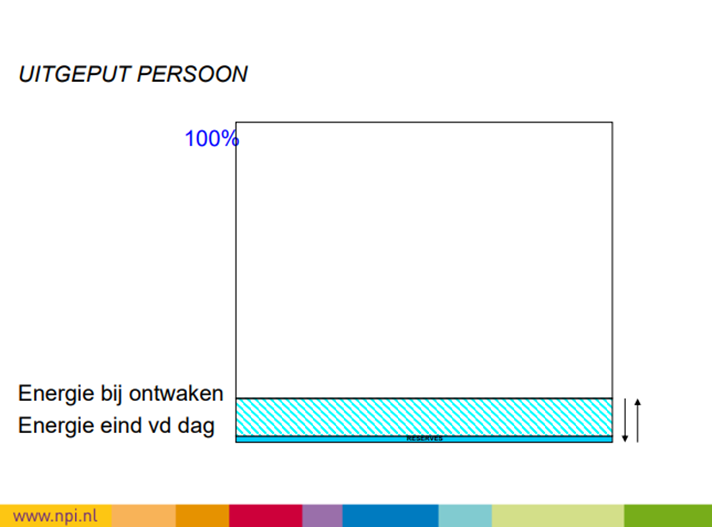 UITGEPUT PERSOON
100%
Energie bij ontwaken
Energie eind vd dag
RESERVES
www.npi.nl